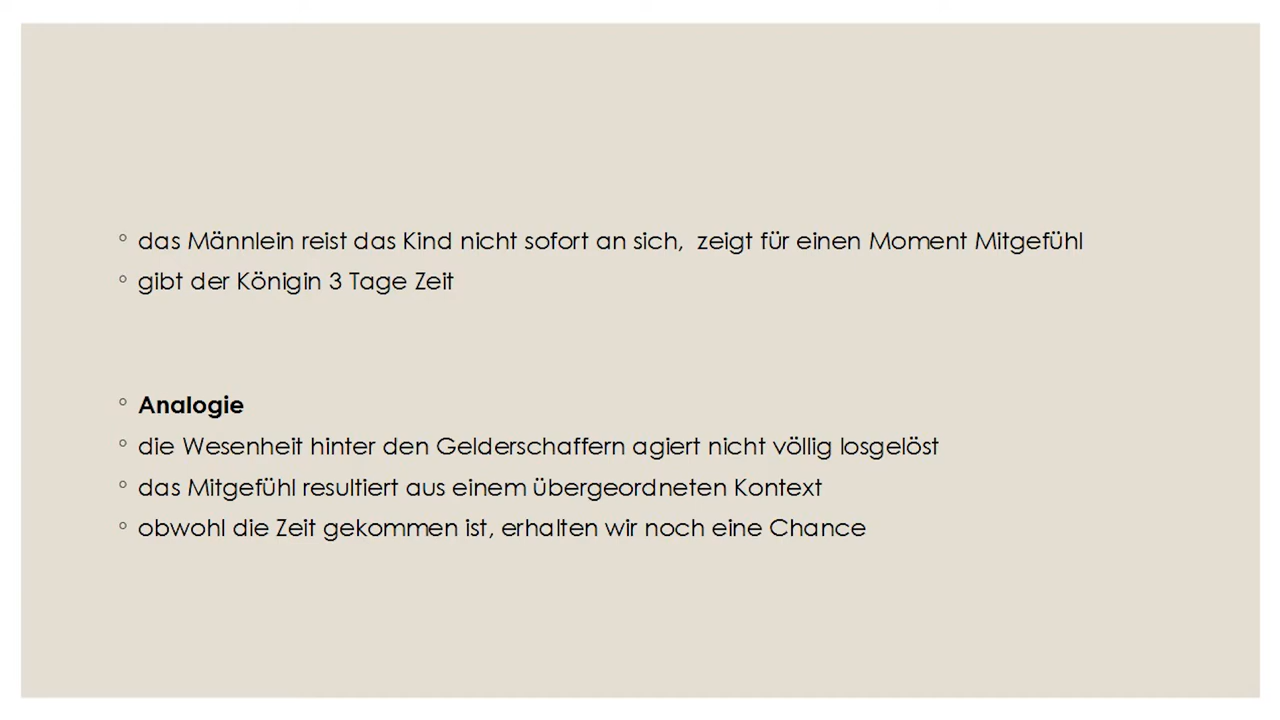 ◦ das Männlein reist das Kind nicht sofort an sich,  zeigt für einen Moment Mitgefühl
◦ gibt der Königin 3 Tage Zeit
◦ Analogie
◦ die Wesenheit hinter den Gelderschaffern agiert nicht völlig losgelöst
◦ das Mitgefühl resultiert aus einem übergeordneten Kontext
◦ obwohl die Zeit gekommen ist, erhalten wir noch eine Chance